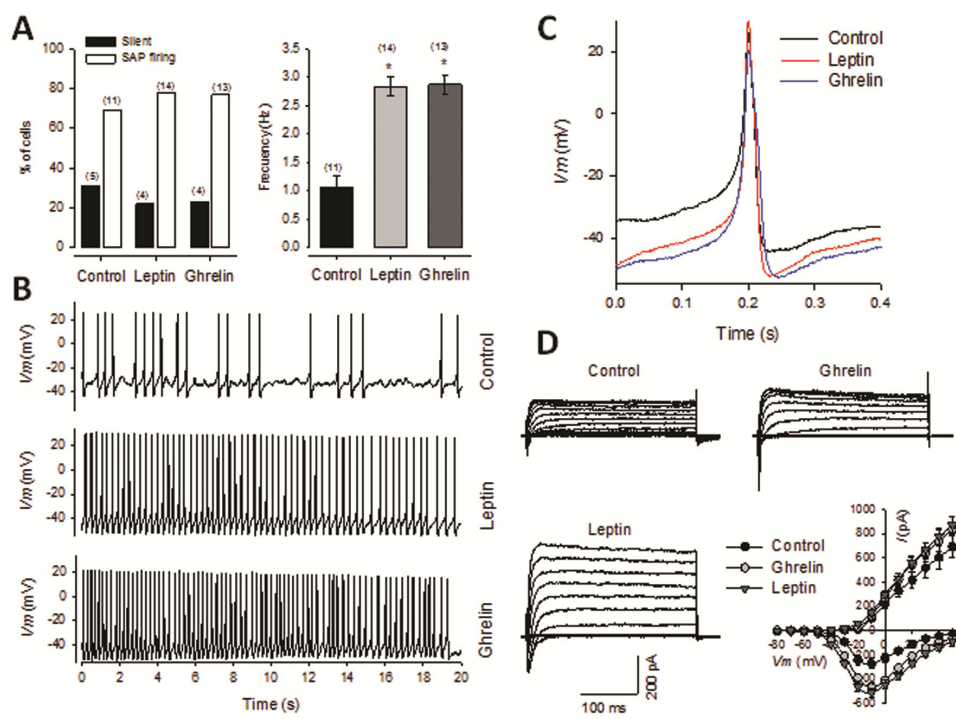 A
Silent
SAP firing
% of cells
100
80
60
40
20
0
(5)
(11)
(4)
(14)
(4)
(13)
Control Leptin Ghrelin
Frecuency (Hz)
3.5
3.0
2.5
2.0
1.5
1.0
0.5
0.0
(11)
(14)
*
(13)
*
Control Leptin Ghrelin
B
Vm (mV)
20
0
-20
-40
-60
Control
Vm (mV)
20
0
-20
-40
Leptin
Vm (mV)
20
0
-20
-40
Ghrelin
0 2 4 6 8 10 12 14 16 18 20
Time (s)
C
Control
Leptin
Ghrelin
Vm (mV)
20
0
-20
-40
0.0 0.1 0.2 0.3 0.4
Time (s)
D
Control
Ghrelin
Leptin
200 pA
100 ms
Control
Ghrelin
Leptin
I(pA)
1000
800
600
400
0
-80 -60 -40 -20
Vm (mV)